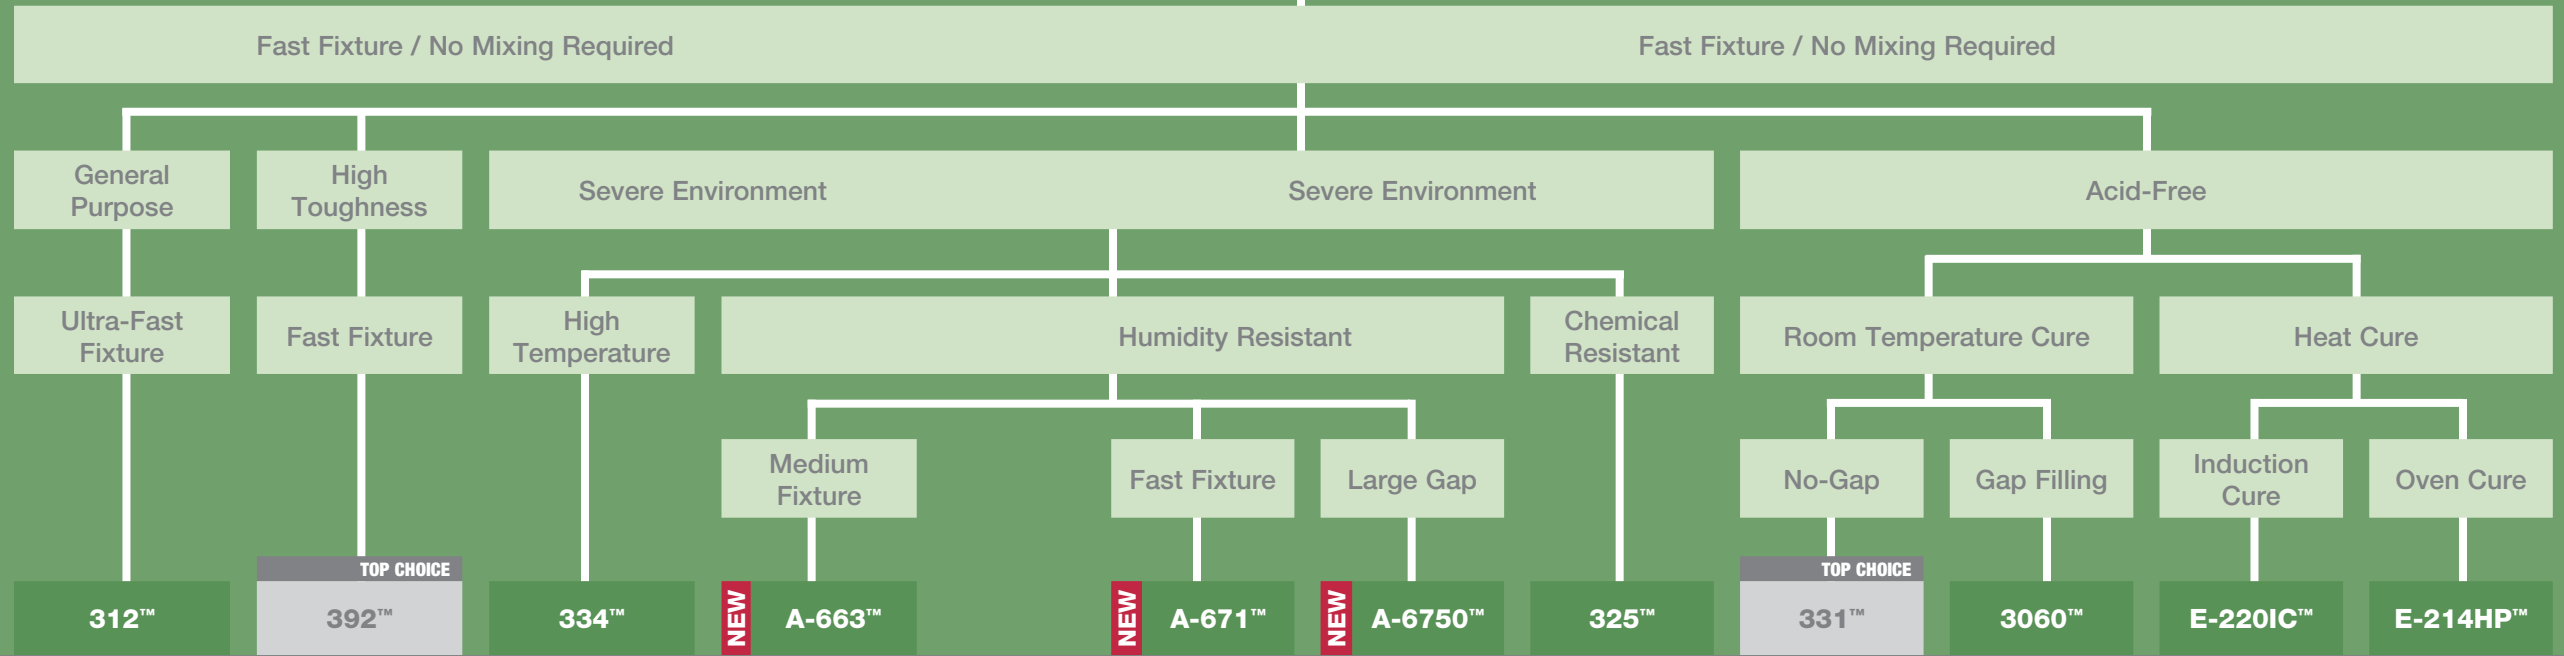 Fast Fixture / No Mixing Required
Fast Fixture / No Mixing Required
General
Purpose
High
Toughness
Severe Environment
Severe Environment
Acid-Free
Ultra-Fast
Fixture
Fast Fixture
High
Temperature
Humidity Resistant
Chemical
Resistant
Room Temperature Cure
Heat Cure
Medium
Fixture
Fast Fixture
Large Gap
No-Gap
Gap Filling
Induction
Cure
Oven Cure
312™
TOP CHOICE
392™
334™
NEW
A-663™
NEW
A-671™
NEW
A-6750™
325™
TOP CHOICE
331™
3060™
E-220IC™
E-214HP™